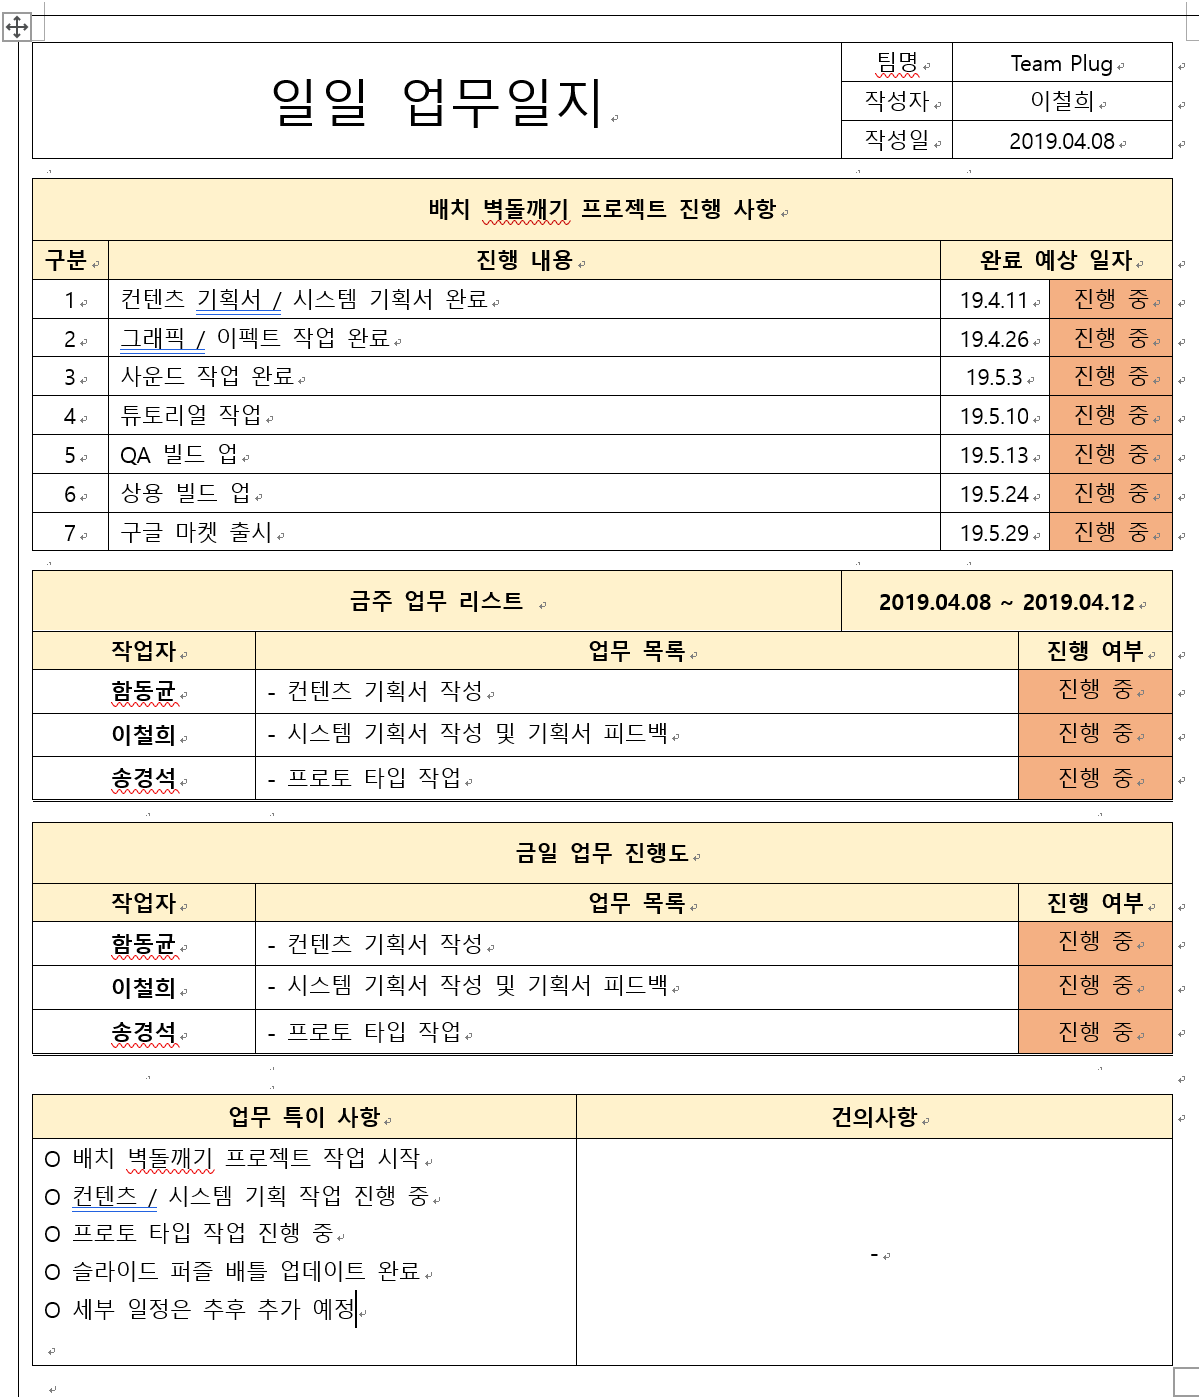 일일 업무일지
팀명 Team Plug
작성자 이철희
작성일 2019.04.08
배치 벽돌깨기 프로젝트 진행 사항
구분 진행 내용 완료 예상 일자
1 컨텐츠 기획서 / 시스템 기획서 완료 19.4.11 진행 중
2 그래픽 / 이펙트 작업 완료 19.4.26 진행 중
3 사운드 작업 완료 19.5.3 진행 중
4 튜토리얼 작업 19.5.10 진행 중
5 QA 빌드 업 19.5.13 진행 중
6 상용 빌드 업 19.5.24 진행 중
7 구글 마켓 출시 19.5.29 진행 중
금주 업무 리스트 2019.04.08 ~ 2019.04.12
작업자 업무 목록 진행 여부
함동균 - 컨텐츠 기획서 작성 진행 중
이철희 - 시스템 기획서 작성 및 기획서 피드백 진행 중
송경석 - 프로토 타입 작업 진행 중
금일 업무 진행도
작업자 업무 목록 진행 여부
함동균 - 컨텐츠 기획서 작성 진행 중
이철희 - 시스템 기획서 작성 및 기획서 피드백 진행 중
송경석 - 프로토 타입 작업 진행 중
업무 특이 사항 건의사항
O 배치 벽돌깨기 프로젝트 작업 시작
O 컨텐츠 / 시스템 기획 작업 진행 중
O 프로토 타입 작업 진행 중
-
O 슬라이드 퍼즐 배틀 업데이트 완료
O 세부 일정은 추후 추가 예정